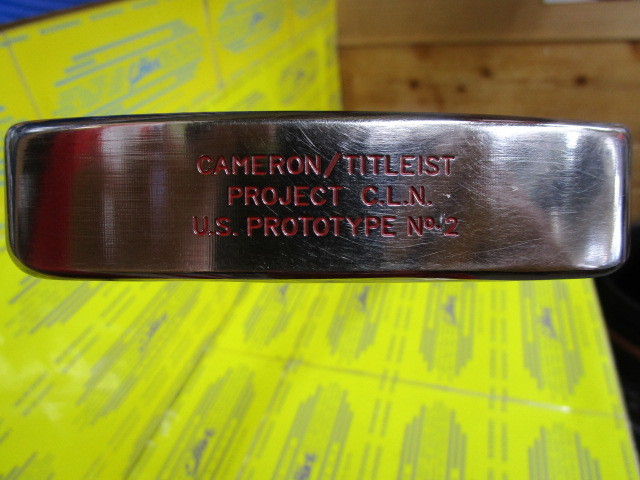 CAMERON/TITLEIST
PROJECT C.L.N.
U.S. PROTOTYPE No. 2